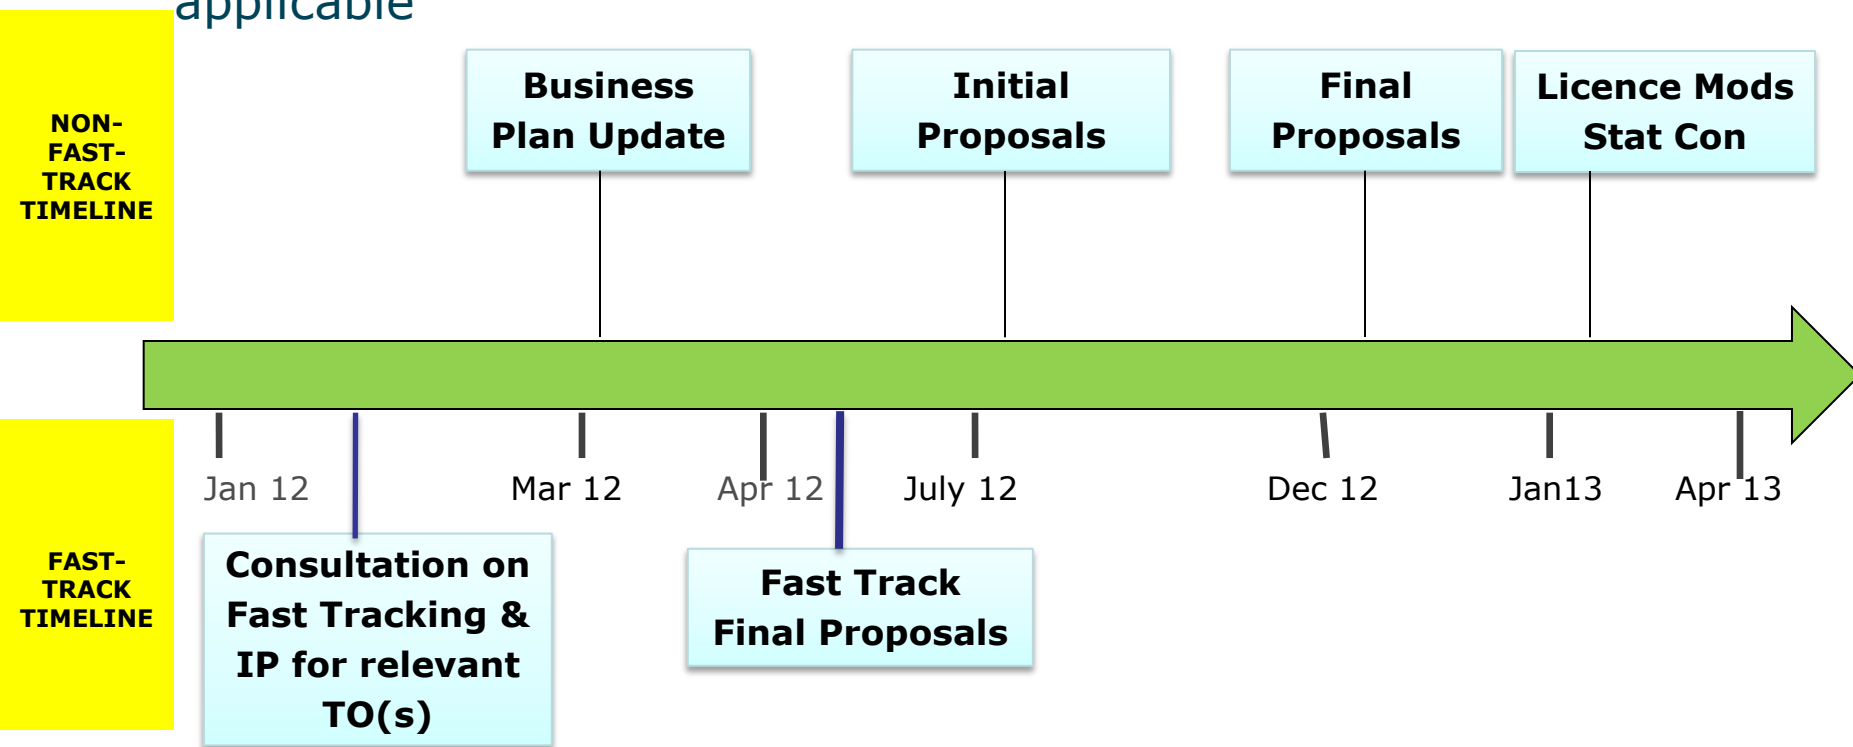 applicable
NON-
FAST-
TRACK
TIMELINE
Business
Plan Update
Initial
Proposals
Final
Proposals
Licence Mods
Stat Con
Jan 12
Mar 12
Apr 12
July 12
Dec 12
Jan13
Apr 13
FAST-
TRACK
TIMELINE
Consultation on
Fast Tracking &
IP for relevant
TO(s)
Fast Track
Final Proposals